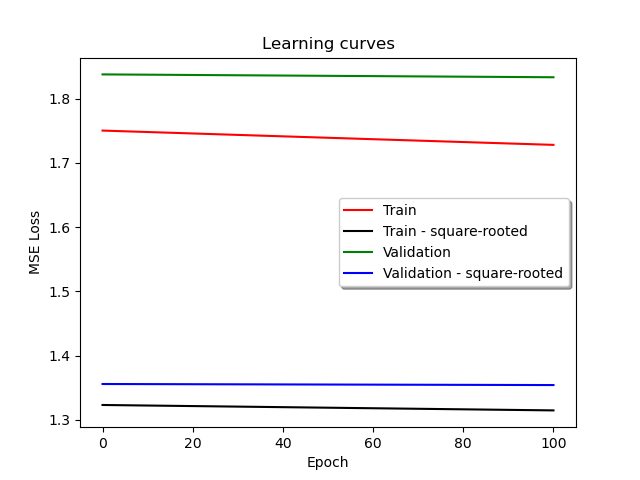 Learning curves
MSE Loss
1.8
1.7
1.6
1.5
1.4
1.3
Train
Train - square-rooted
Validation
Validation - square-rooted
0 20 40 60 80 100
Epoch